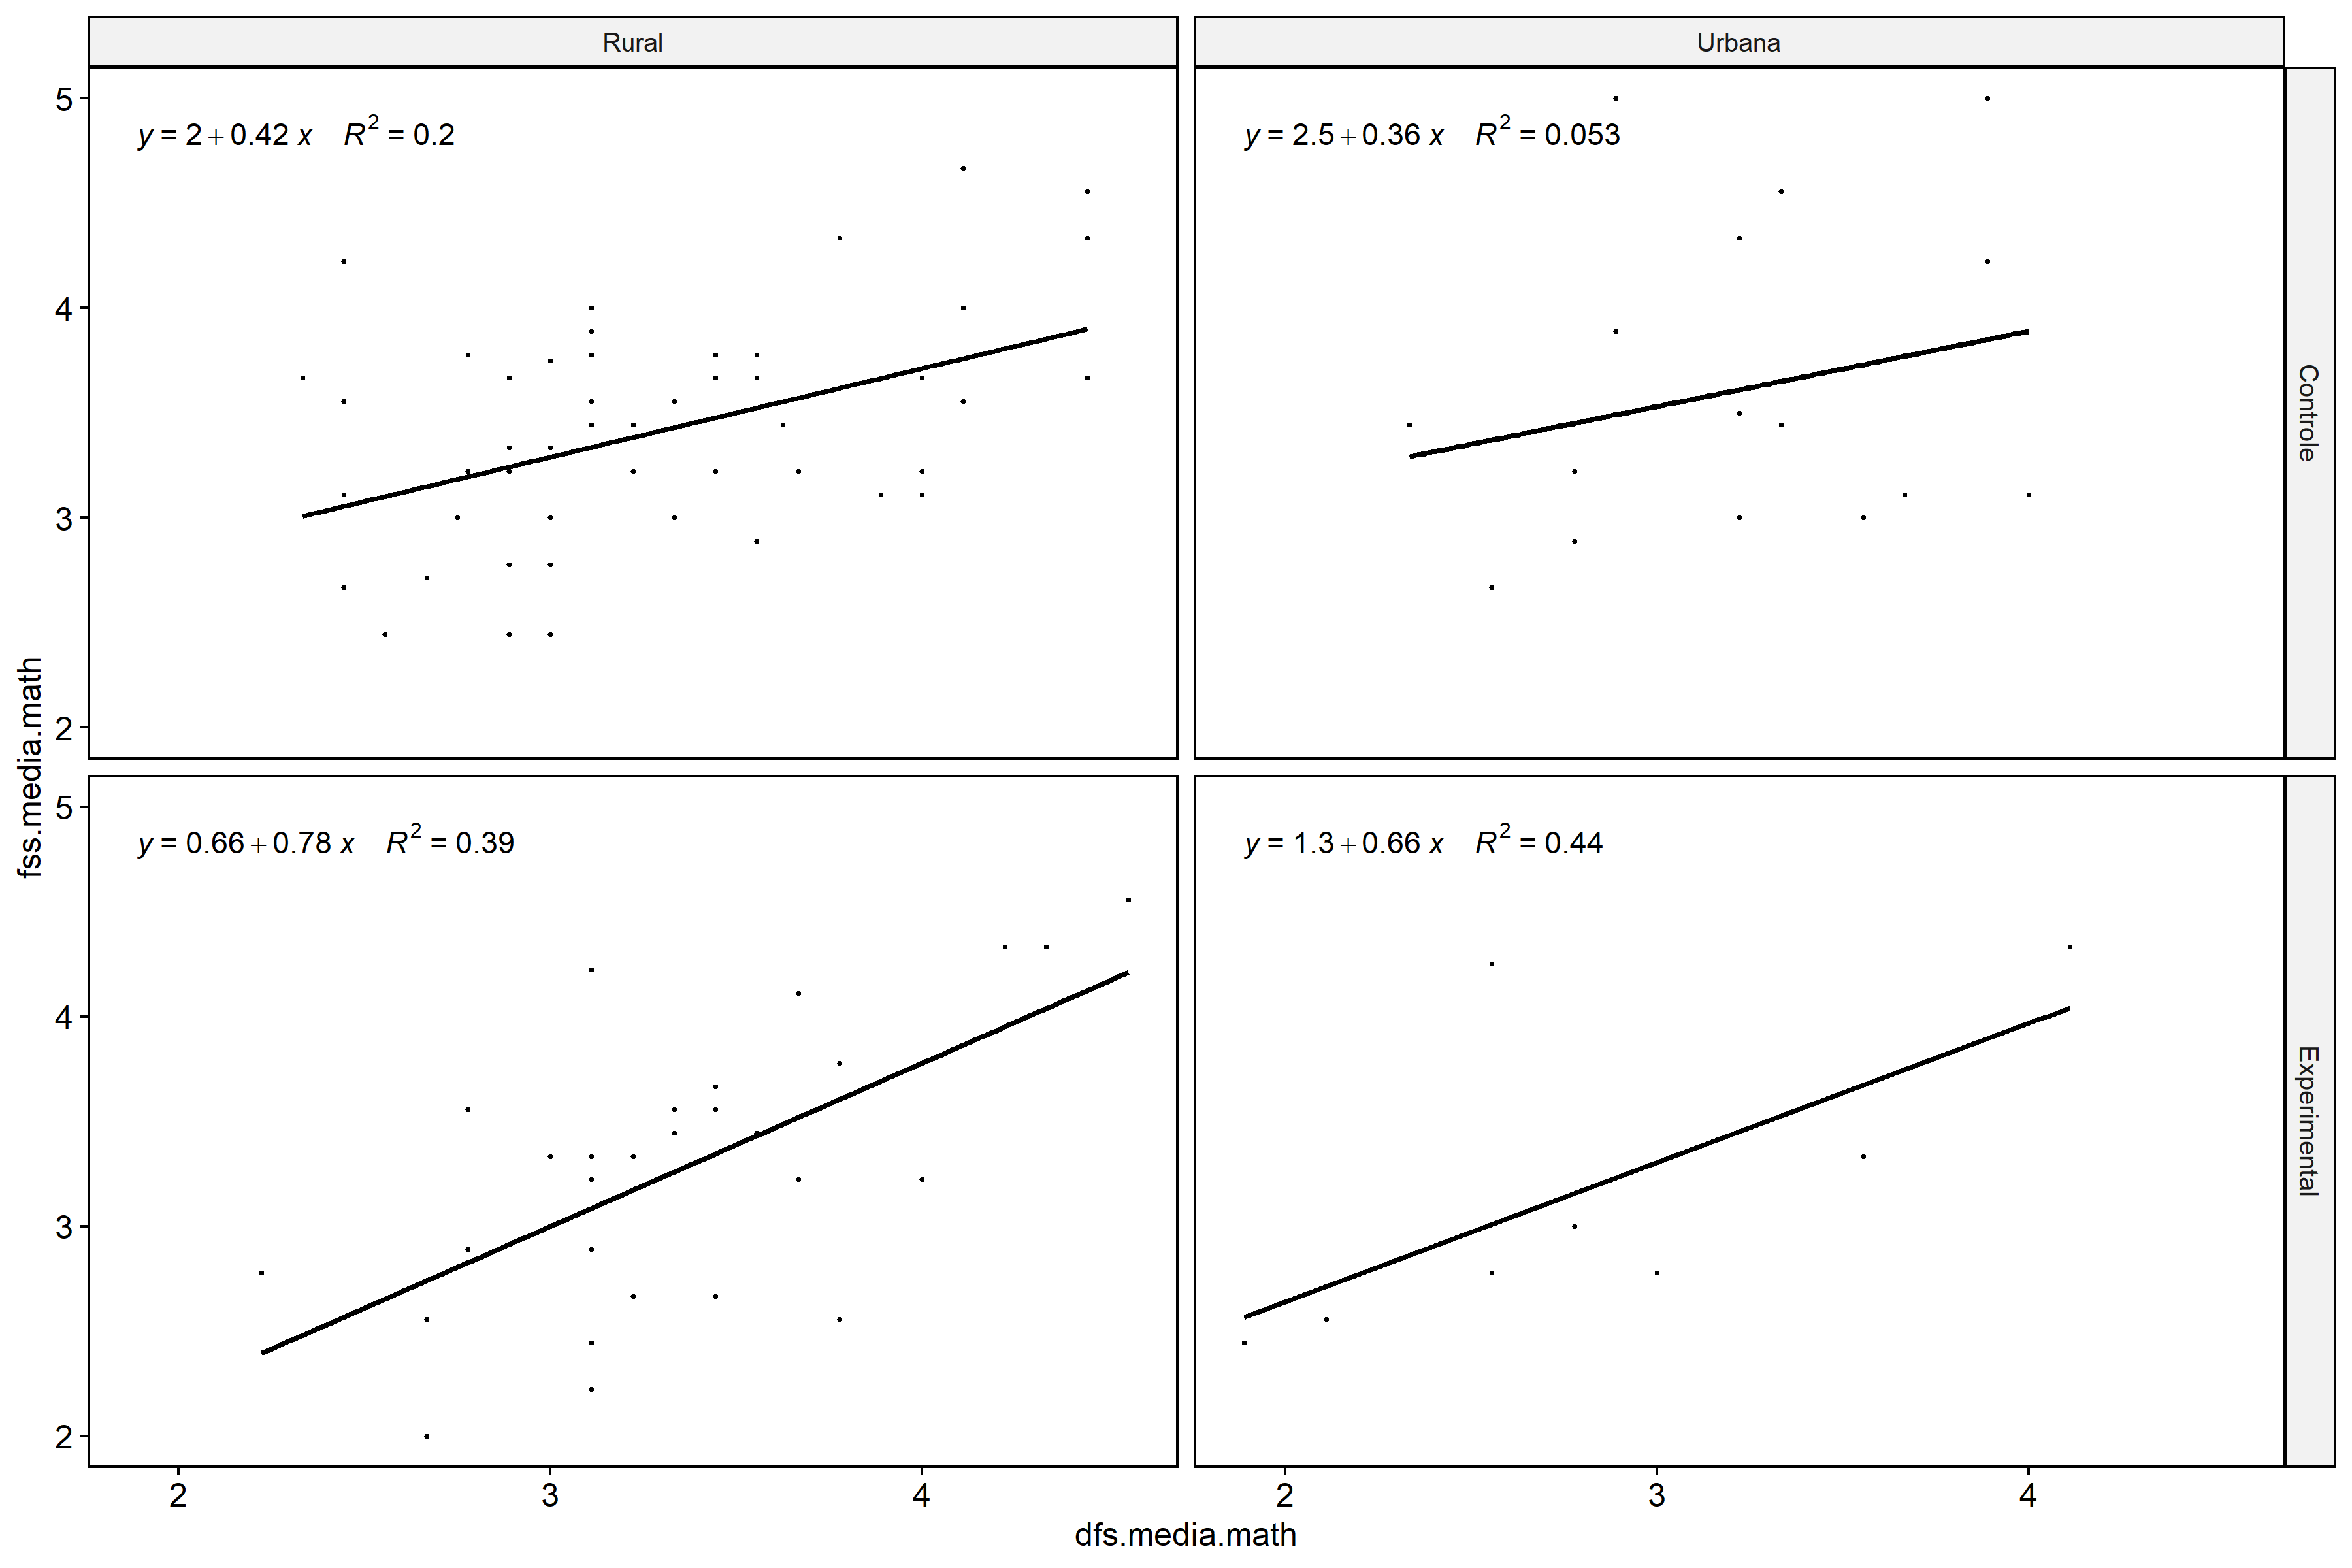 Rural
Urbana
5
y = 2 + 0.42 x R² = 0.2
y = 2.5 + 0.36 x R² = 0.053
4
3
2
Controle
fss.media.math
5
y = 0.66 + 0.78 x R² = 0.39
y = 1.3 + 0.66 x R² = 0.44
4
3
2
Experimental
2 3 4
2 3 4
dfs.media.math